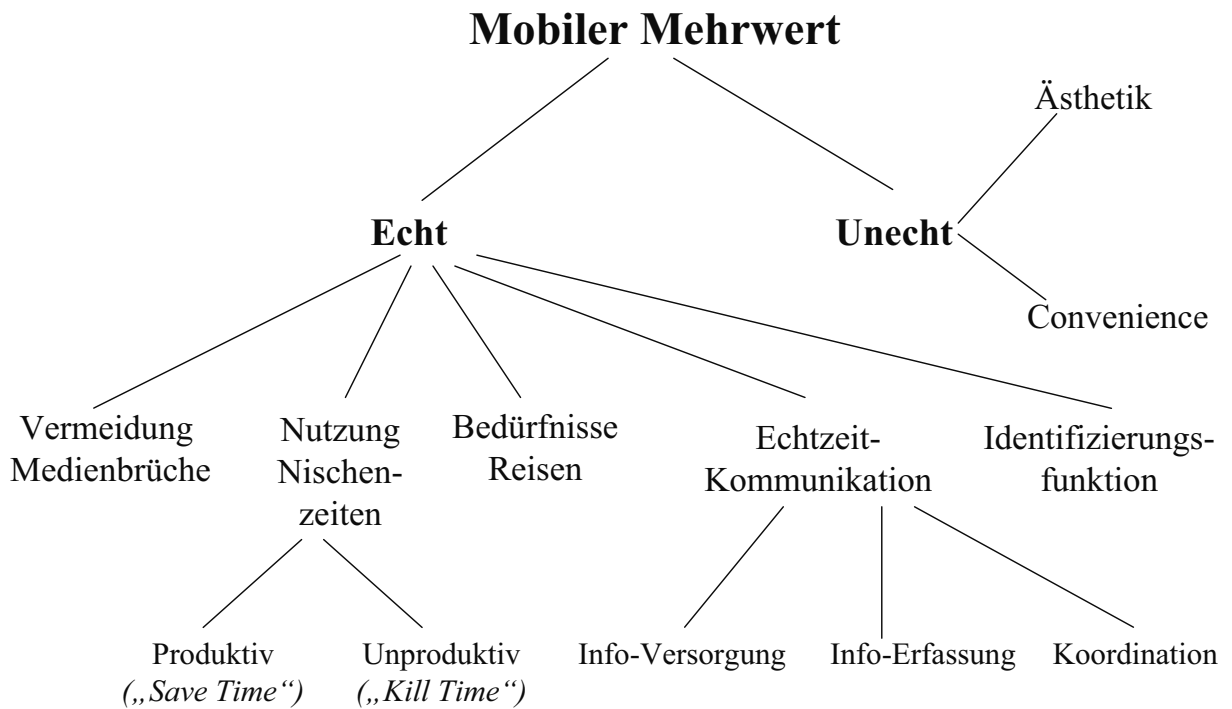 Mobiler Mehrwert
Ästhetik
Echt
Unecht
Convenience
Vermeidung
Medienbrüche
Nutzung
Nischen-
zeiten
Bedürfnisse
Reisen
Echtzeit-
Kommunikation
Identifizierungs-
funktion
Produktiv
(„Save Time“)
Unproduktiv
(„Kill Time“)
Info-Versorgung
Info-Erfassung
Koordination